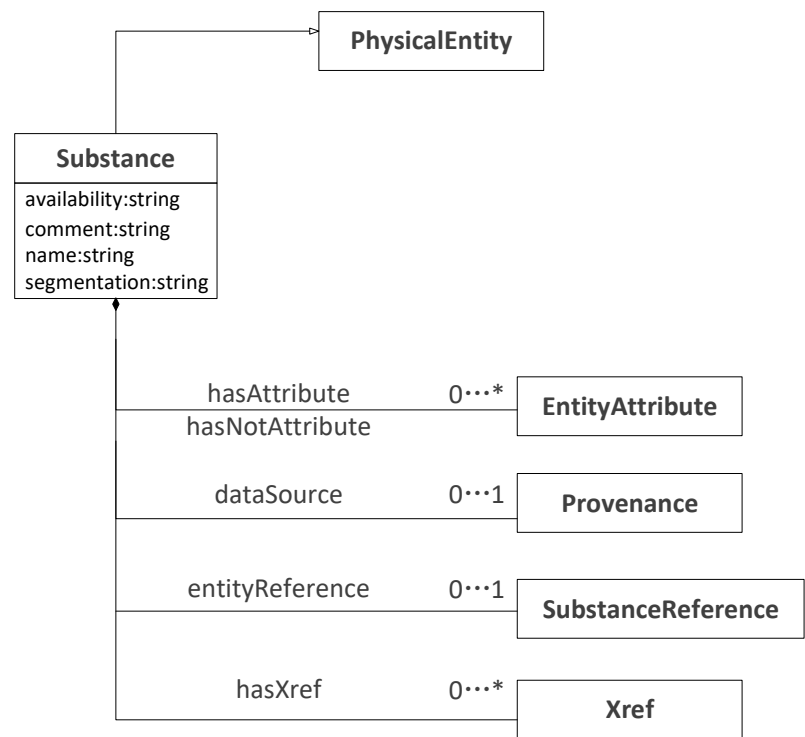 PhysicalEntity
Substance
availability:string
comment:string
name:string
segmentation:string
hasAttribute 0···* EntityAttribute
hasNotAttribute
dataSource 0···1 Provenance
entityReference 0···1 SubstanceReference
hasXref 0···* Xref